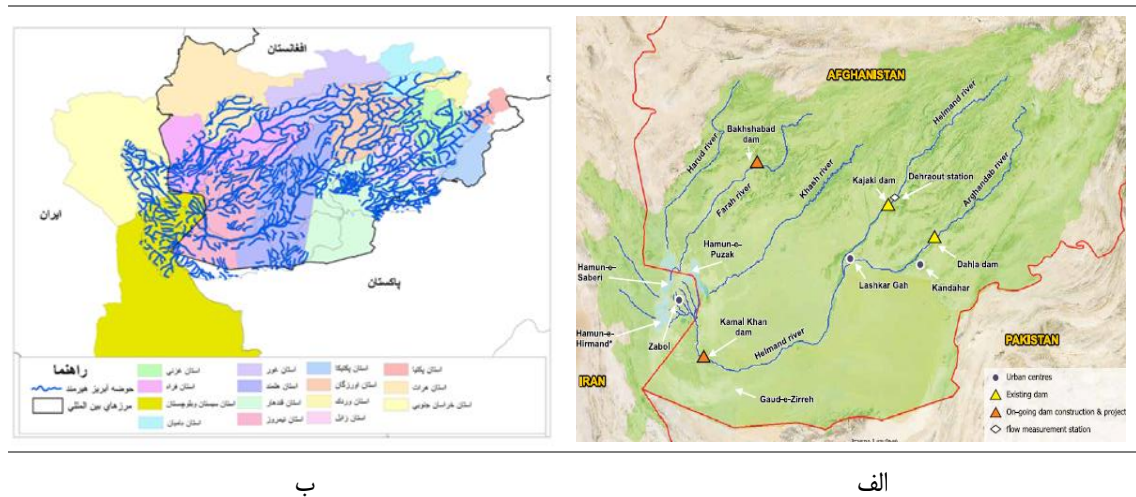 افغانستان
ایران
پاکستان
راهنما
حوضه آبریز هیرمند
مرزهای بین المللی
استان غزنی
استان فراه
استان سیستان وبلوچستان
استان بامیان
استان غور
استان هلمند
استان قندهار
استان نیمروز
استان پکتیکا
استان اورزگان
استان وردک
استان زابل
استان پکتیا
استان هرات
استان خراسان جنوبی
AFGHANISTAN
Helmand river
Bakhshabad
dam
Harud river
Khash river
Farah river
Kajaki dam
Dehraout station
Arghandab river
Hamun-e-
Puzak
Hamun-e-
Saberi
Dahla dam
Lashkar Gah
Kandahar
Hamun-e-
Hirmand*
Zabol
Kamal Khan
dam
Helmand river
PAKISTAN
IRAN
Gaud-e-Zirreh
Urban centres
Existing dam
On-going dam construction & project
flow measurement station
الف
ب